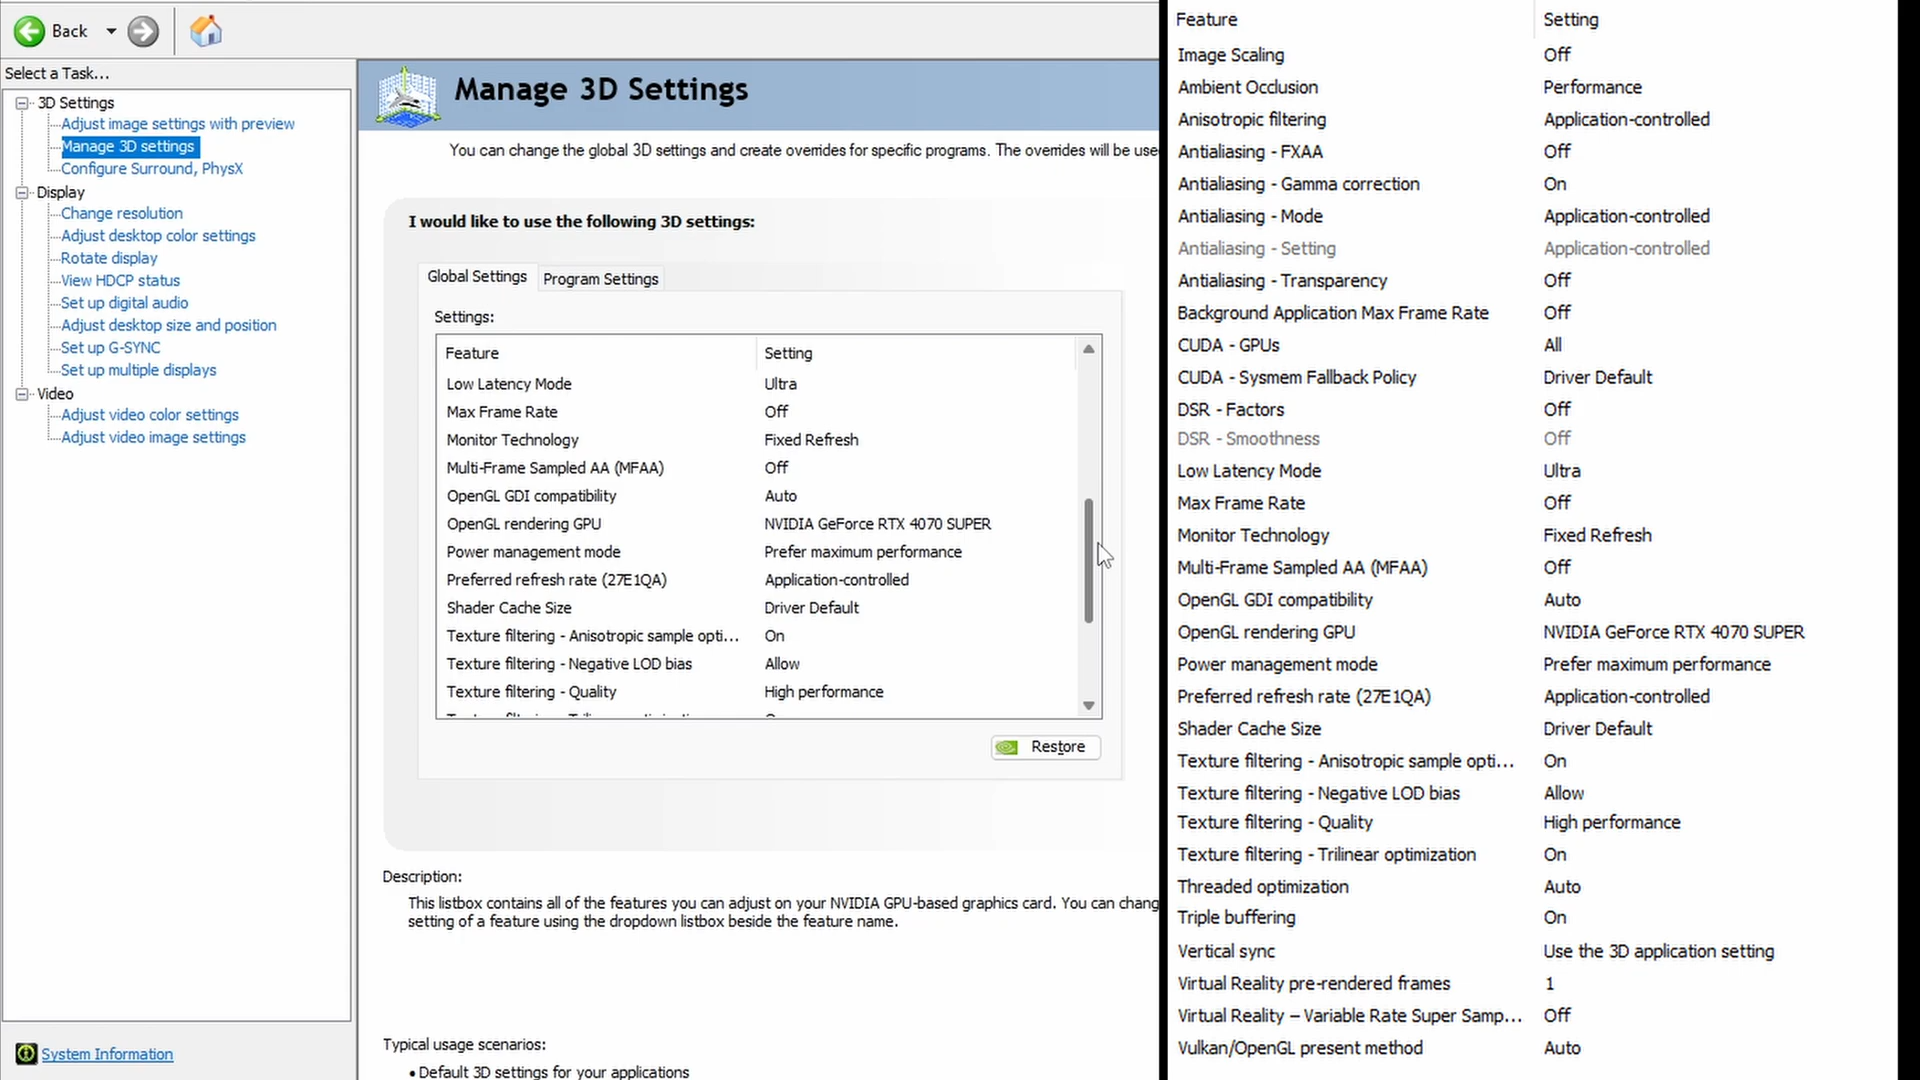 Back
Select a Task...
3D Settings
Adjust image settings with preview
Manage 3D settings
Configure Surround, PhysX
Display
Change resolution
Adjust desktop color settings
Rotate display
View HDCP status
Set up digital audio
Adjust desktop size and position
Set up G-SYNC
Set up multiple displays
Video
Adjust video color settings
Adjust video image settings
System Information
Manage 3D Settings
You can change the global 3D settings and create overrides for specific programs. The overrides will be use
I would like to use the following 3D settings:
Global Settings Program Settings
Settings:
Feature Setting
Low Latency Mode Ultra
Max Frame Rate Off
Monitor Technology Fixed Refresh
Multi-Frame Sampled AA (MFAA) Off
OpenGL GDI compatibility Auto
OpenGL rendering GPU NVIDIA GeForce RTX 4070 SUPER
Power management mode Prefer maximum performance
Preferred refresh rate (27E1QA) Application-controlled
Shader Cache Size Driver Default
Texture filtering - Anisotropic sample opti... On
Texture filtering - Negative LOD bias Allow
Texture filtering - Quality High performance
Restore
Description:
This listbox contains all of the features you can adjust on your NVIDIA GPU-based graphics card. You can chang
setting of a feature using the dropdown listbox beside the feature name.
Typical usage scenarios:
• Default 3D settings for your applications
Feature Setting
Image Scaling Off
Ambient Occlusion Performance
Anisotropic filtering Application-controlled
Antialiasing - FXAA Off
Antialiasing - Gamma correction On
Antialiasing - Mode Application-controlled
Antialiasing - Setting Application-controlled
Antialiasing - Transparency Off
Background Application Max Frame Rate Off
CUDA - GPUs All
CUDA - Sysmem Fallback Policy Driver Default
DSR - Factors Off
DSR - Smoothness Off
Low Latency Mode Ultra
Max Frame Rate Off
Monitor Technology Fixed Refresh
Multi-Frame Sampled AA (MFAA) Off
OpenGL GDI compatibility Auto
OpenGL rendering GPU NVIDIA GeForce RTX 4070 SUPER
Power management mode Prefer maximum performance
Preferred refresh rate (27E1QA) Application-controlled
Shader Cache Size Driver Default
Texture filtering - Anisotropic sample opti... On
Texture filtering - Negative LOD bias Allow
Texture filtering - Quality High performance
Texture filtering - Trilinear optimization On
Threaded optimization Auto
Triple buffering On
Vertical sync Use the 3D application setting
Virtual Reality pre-rendered frames 1
Virtual Reality – Variable Rate Super Samp... Off
Vulkan/OpenGL present method Auto